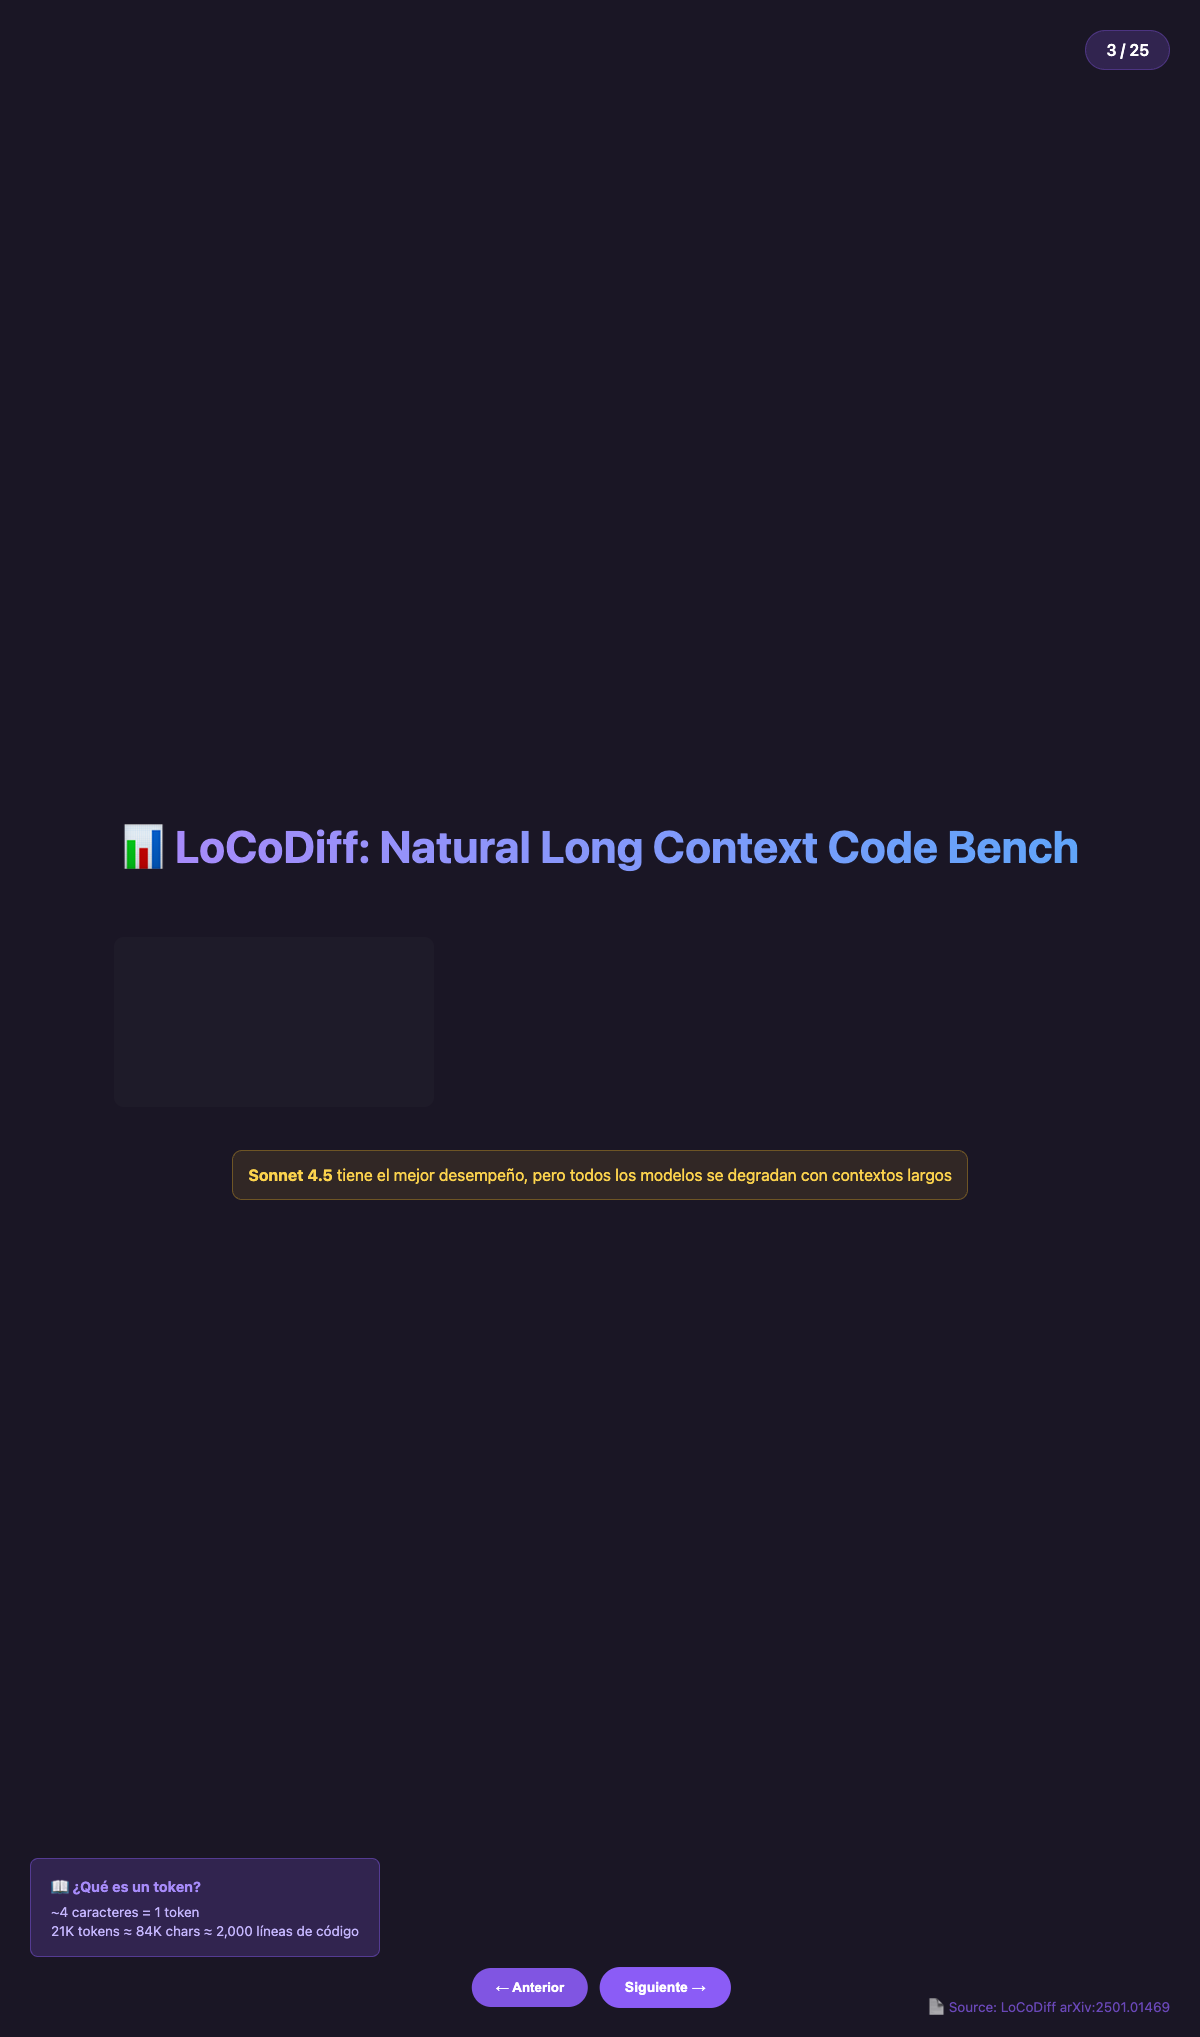 3 / 25
📊 LoCoDiff: Natural Long Context Code Bench
Sonnet 4.5 tiene el mejor desempeño, pero todos los modelos se degradan con contextos largos
📖 ¿Qué es un token?
~4 caracteres = 1 token
21K tokens ≈ 84K chars ≈ 2,000 líneas de código
← Anterior
Siguiente →
📄 Source: LoCoDiff arXiv:2501.01469